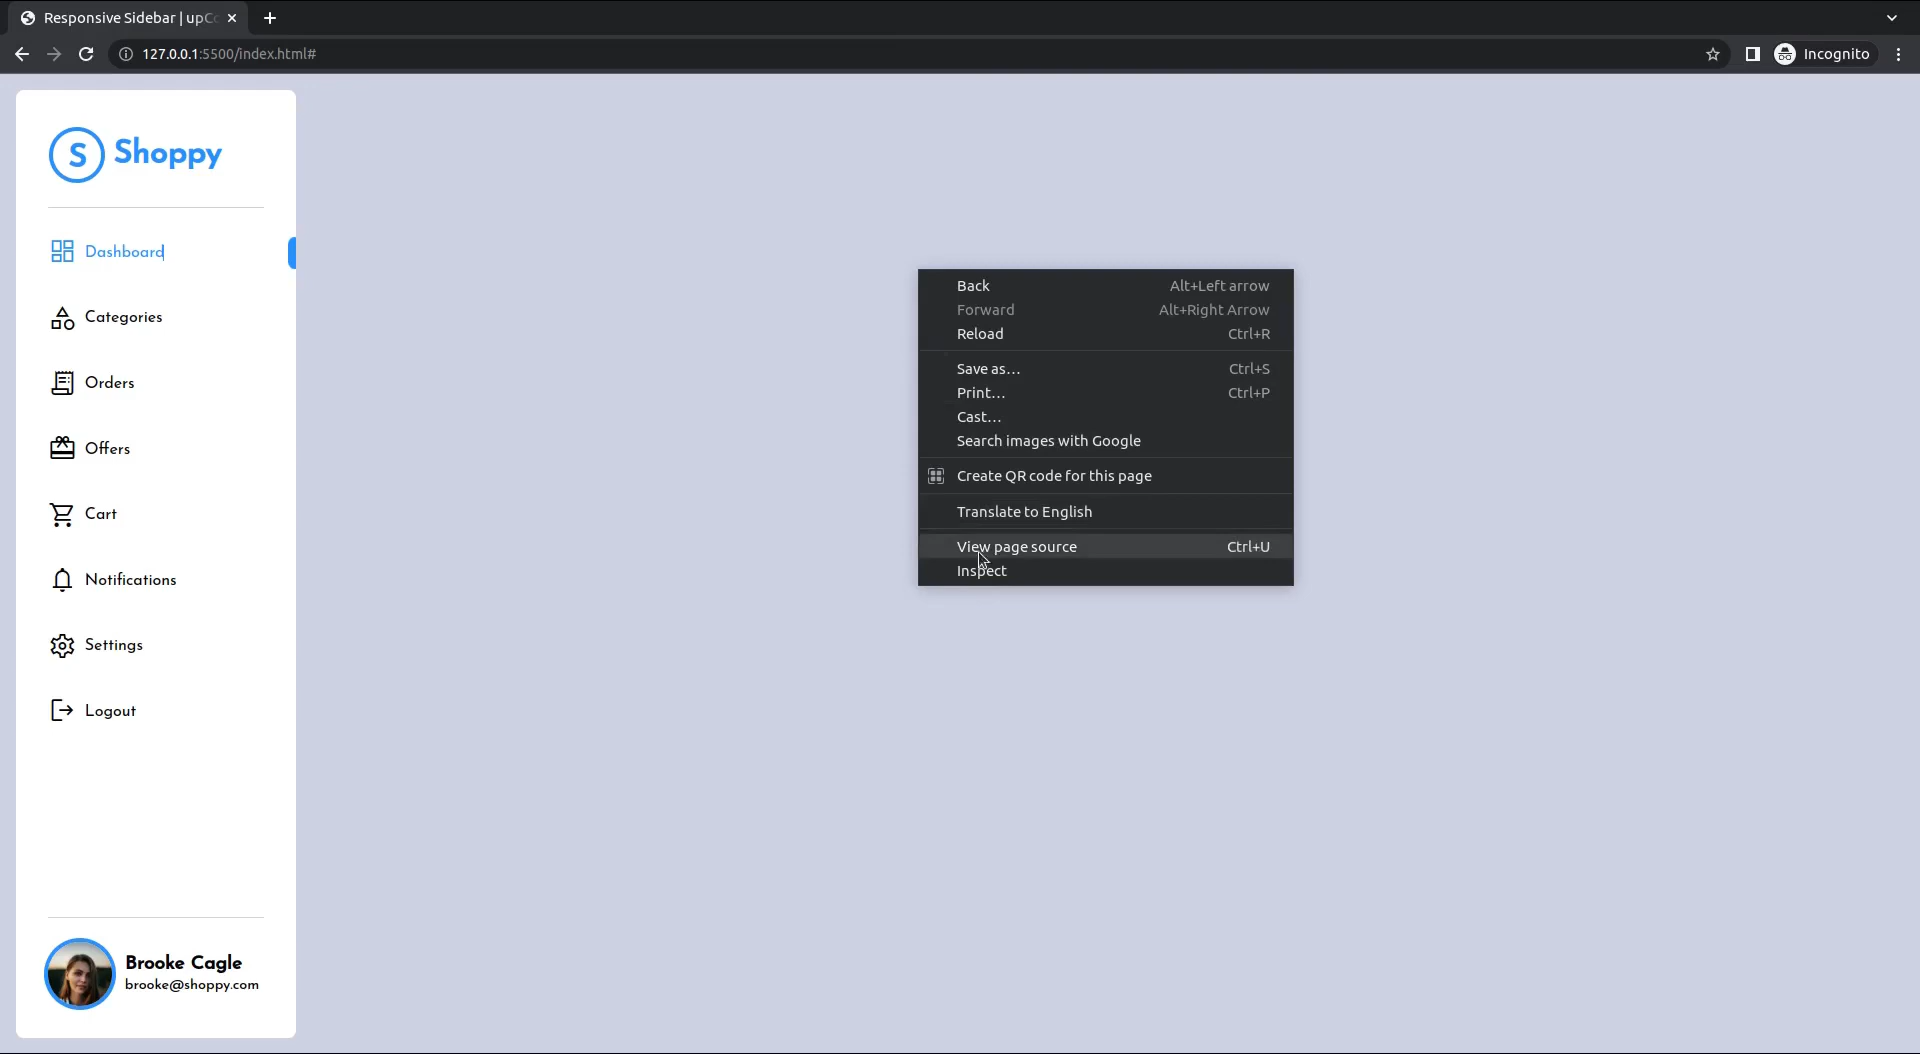 Responsive Sidebar | upCo
127.0.0.1:5500/index.html#
Incognito
S Shoppy
Dashboard
Categories
Orders
Offers
Cart
Notifications
Settings
Logout
Brooke Cagle
brooke@shoppy.com
Back Alt+Left arrow
Forward Alt+Right Arrow
Reload Ctrl+R
Save as... Ctrl+S
Print... Ctrl+P
Cast...
Search images with Google
Create QR code for this page
Translate to English
View page source Ctrl+U
Inspect